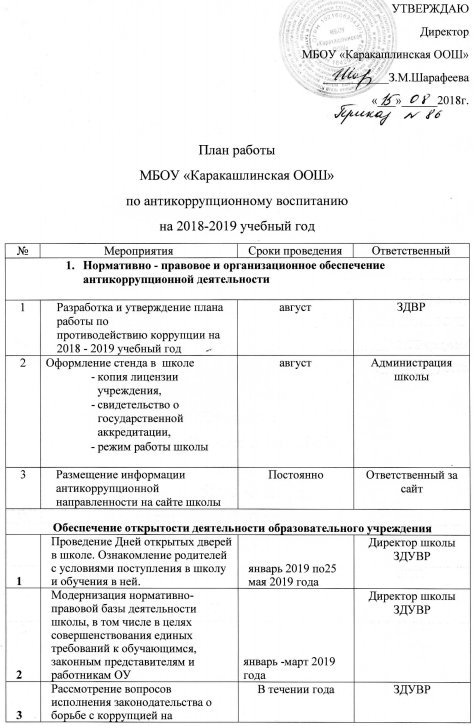 УТВЕРЖДАЮ
Директор
МБОУ «Каракашлинская ООШ»
З.М.Шарафеева
« 15 » 08 2018г.
Приказ № 86
План работы
МБОУ «Каракашлинская ООШ»
по антикоррупционному воспитанию
на 2018-2019 учебный год
№ Мероприятия Сроки проведения Ответственный
1. Нормативно - правовое и организационное обеспечение
антикоррупционной деятельности
1 Разработка и утверждение плана август ЗДВР
работы по
противодействию коррупции на
2018 - 2019 учебный год
2 Оформление стенда в школе август Администрация
- копия лицензии школы
учреждения,
- свидетельство о
государственной
аккредитации,
- режим работы школы
3 Размещение информации Постоянно Ответственный за
антикоррупционной сайт
направленности на сайте школы
Обеспечение открытости деятельности образовательного учреждения
Проведение Дней открытых дверей Директор школы
в школе. Ознакомление родителей ЗДУВР
с условиями поступления в школу январь 2019 по25
1 и обучения в ней. мая 2019 года
Модернизация нормативно- Директор школы
правовой базы деятельности ЗДУВР
школы, в том числе в целях
совершенствования единых
требований к обучающимся,
законным представителям и январь -март 2019
2 работникам ОУ года
Рассмотрение вопросов В течении года ЗДУВР
исполнения законодательства о
3 борьбе с коррупцией на